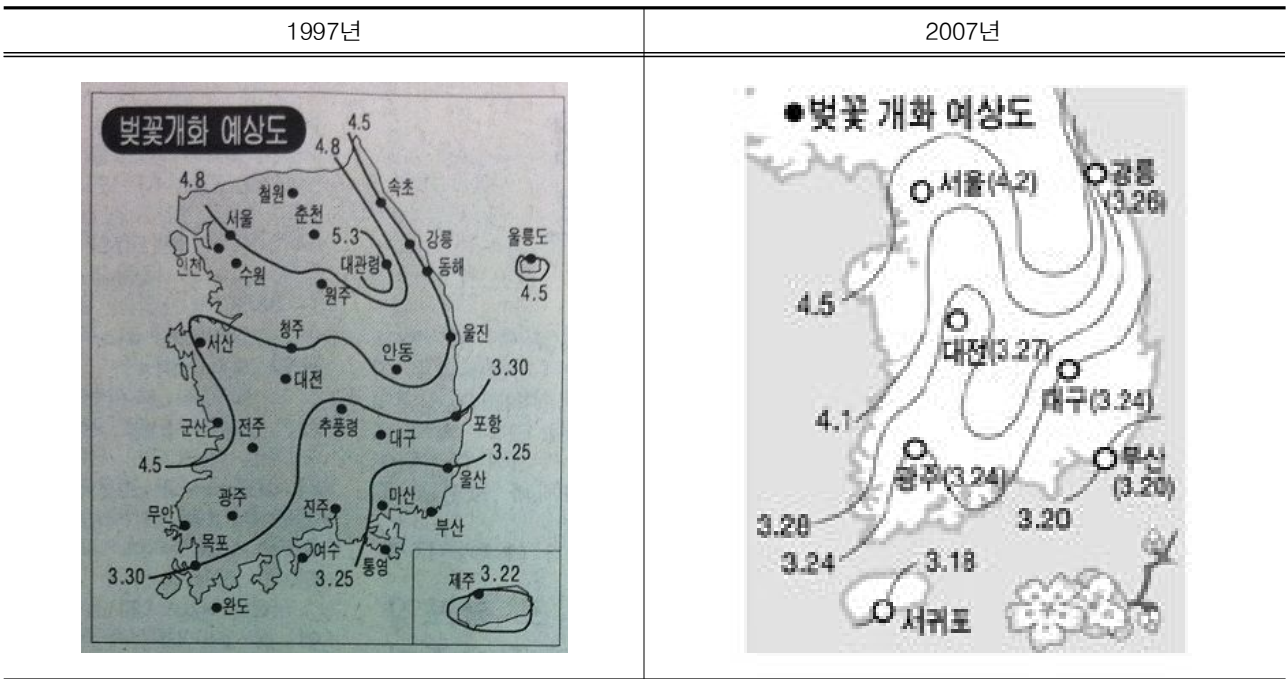 1997년
2007년
벚꽃개화 예상도
4.5
4.8
4.8
철원
속초
서울
춘천
5.3
강릉
울릉도
인천
수원
대관령
동해
4.5
원주
서산
청주
울진
안동
대전
3.30
추풍령
포항
군산
전주
대구
3.25
4.5
울산
무안
광주
진주
마산
부산
목포
여수
3.30
3.25
통영
완도
제주 3.22
●벚꽃 개화 예상도
서울(4.2)
강릉
(3.26)
4.5
대전(3.27)
대구(3.24)
4.1
광주(3.24)
부산
(3.20)
3.28
3.20
3.24
3.18
서귀포